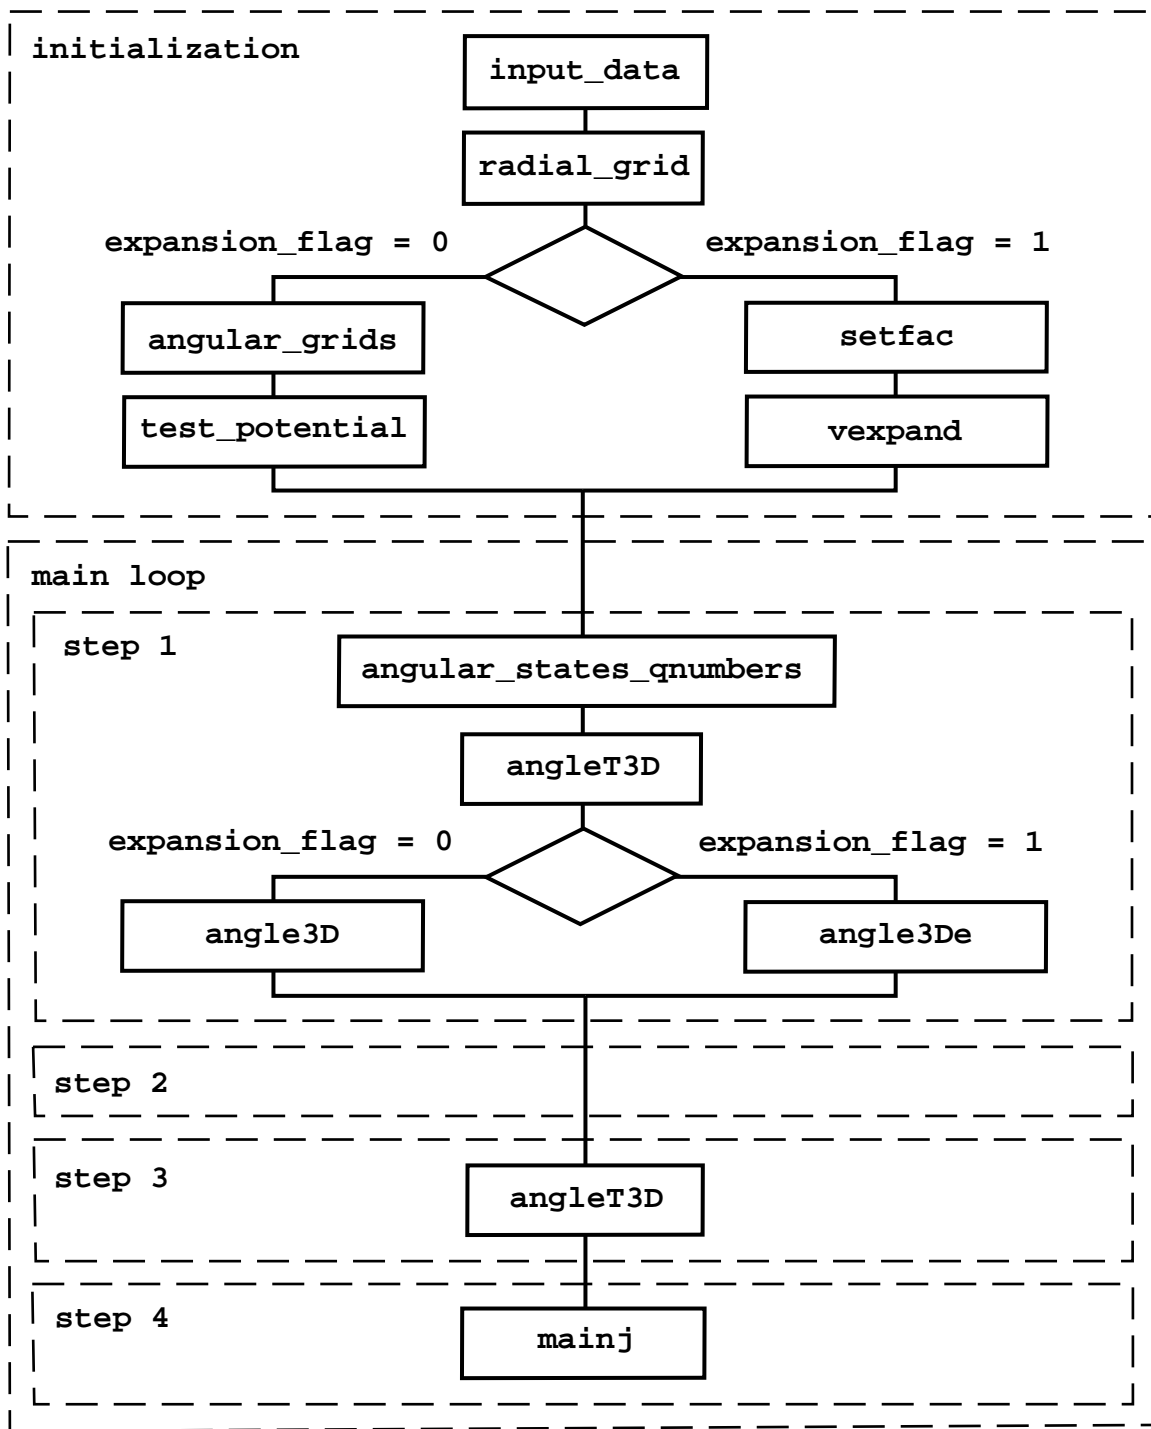 initialization
input_data
radial_grid
expansion_flag = 0
expansion_flag = 1
angular_grids
setfac
test_potential
vexpand
main loop
step 1
angular_states_qnumbers
angleT3D
expansion_flag = 0
expansion_flag = 1
angle3D
angle3De
step 2
step 3
angleT3D
step 4
mainj